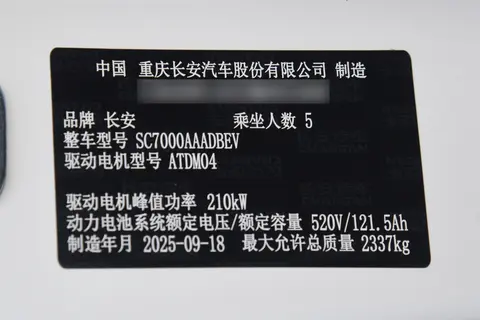 中国 重庆长安汽车股份有限公司 制造
品牌 长安 乘坐人数 5
整车型号 SC7000AAADBEV
驱动电机型号 ATDM04
驱动电机峰值功率 210kW
动力电池系统额定电压/额定容量 520V/121.5Ah
制造年月 2025-09-18 最大允许总质量 2337kg